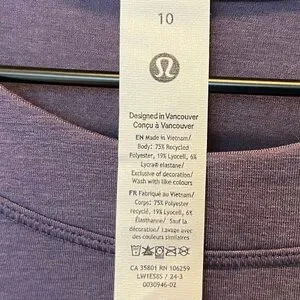 10
Designed in Vancouver
Conçu à Vancouver
EN Made in Vietnam/
Body: 75% Recycled
Polyester, 19% Lyocell, 6%
Lycra® elastane/
Exclusive of decoration/
Wash with like colours
FR Fabriqué au Vietnam/
Corps: 75% Polyester
recyclé, 19% Lyocell, 6%
Élasthanne Lycra®/
Sauf la
décoration/ Lavage avec
des couleurs similaires
CA 35801 RN 106259
LW1ESES / 24-3
0030946-02